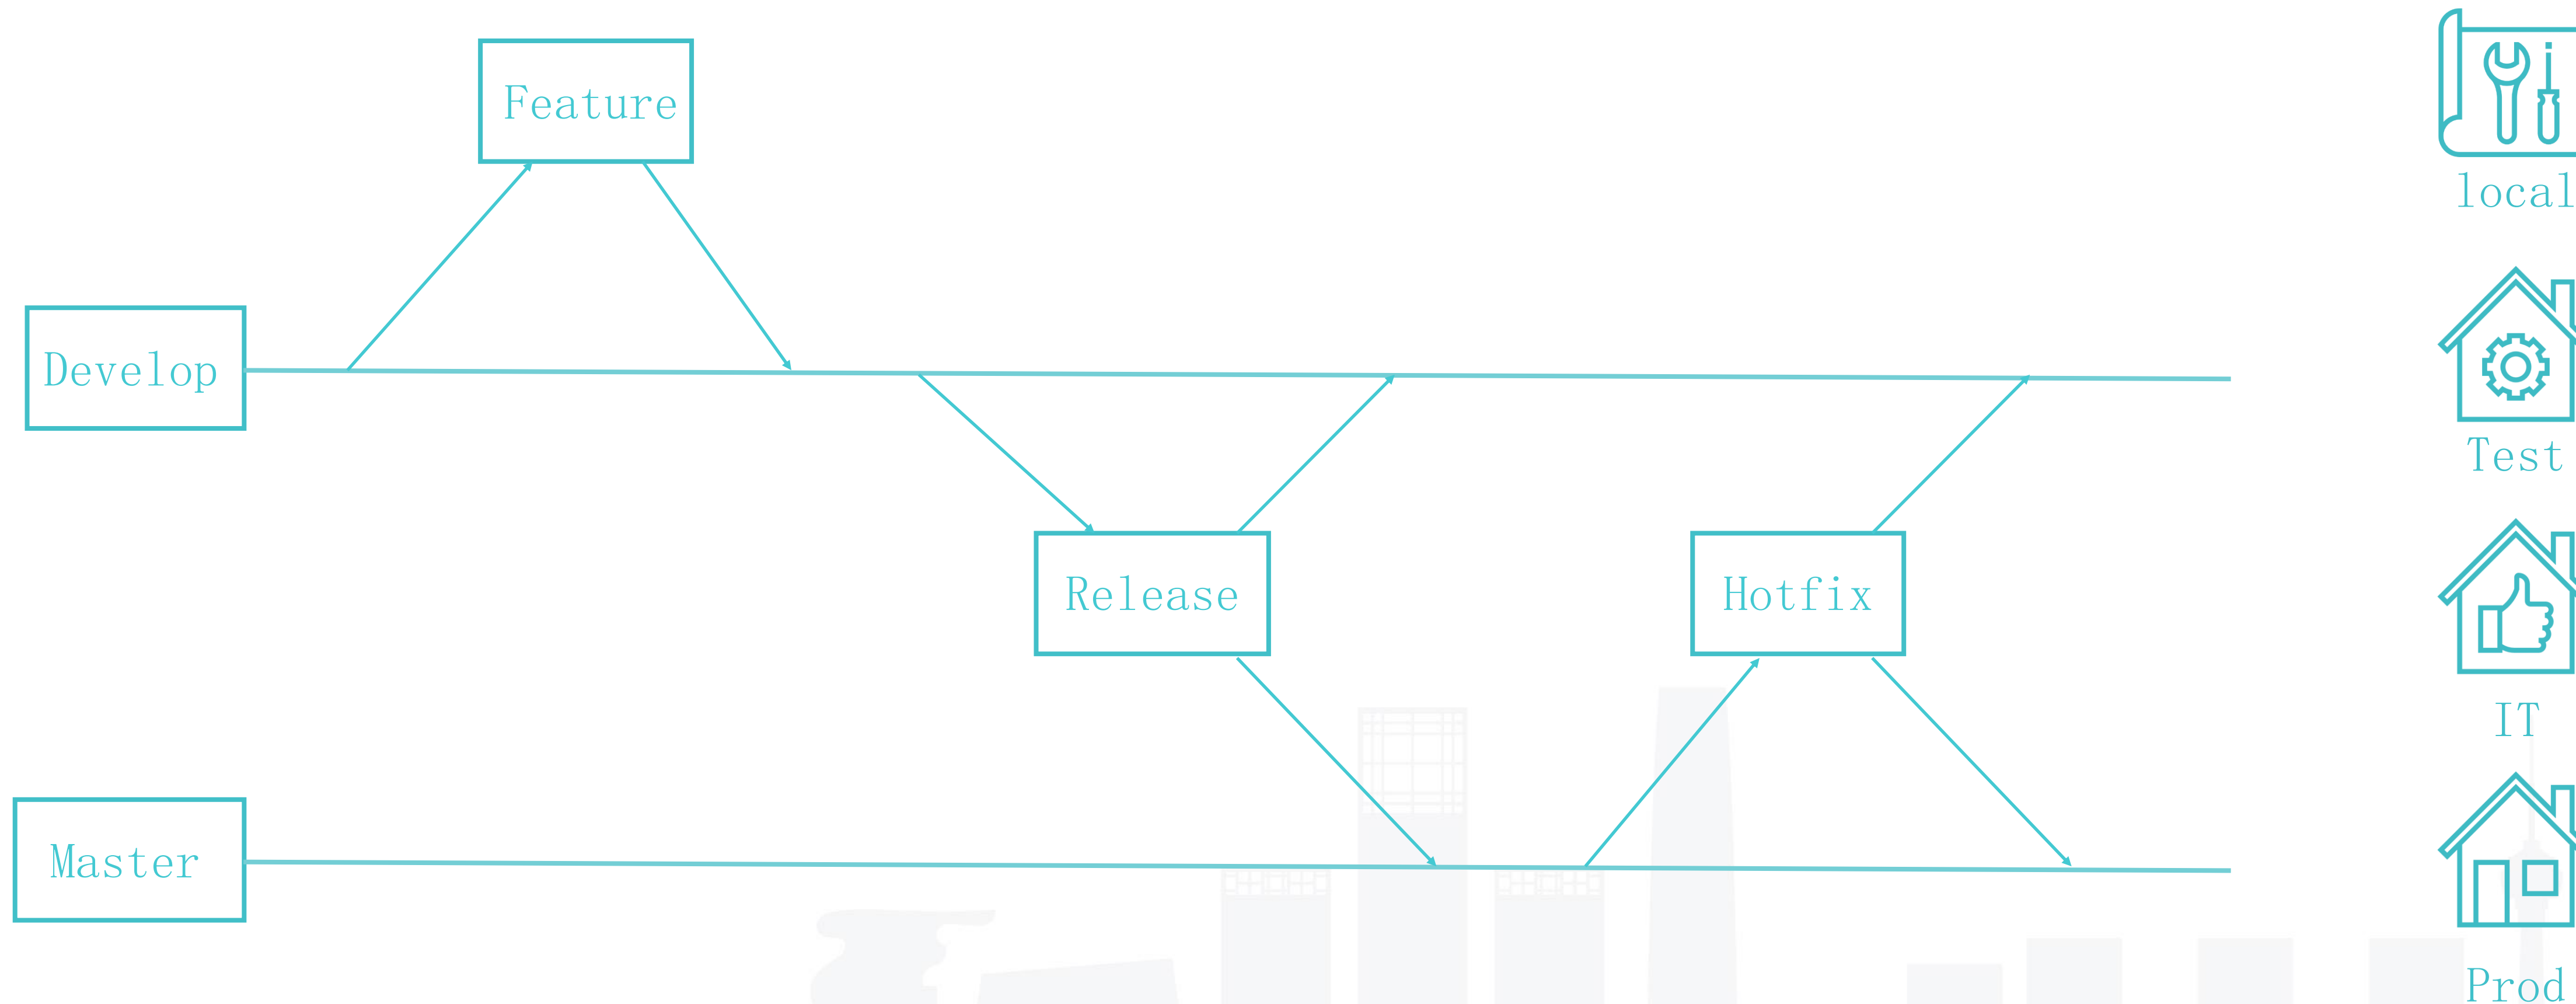 Feature
local
Develop
Test
Release
Hotfix
IT
Master
Prod